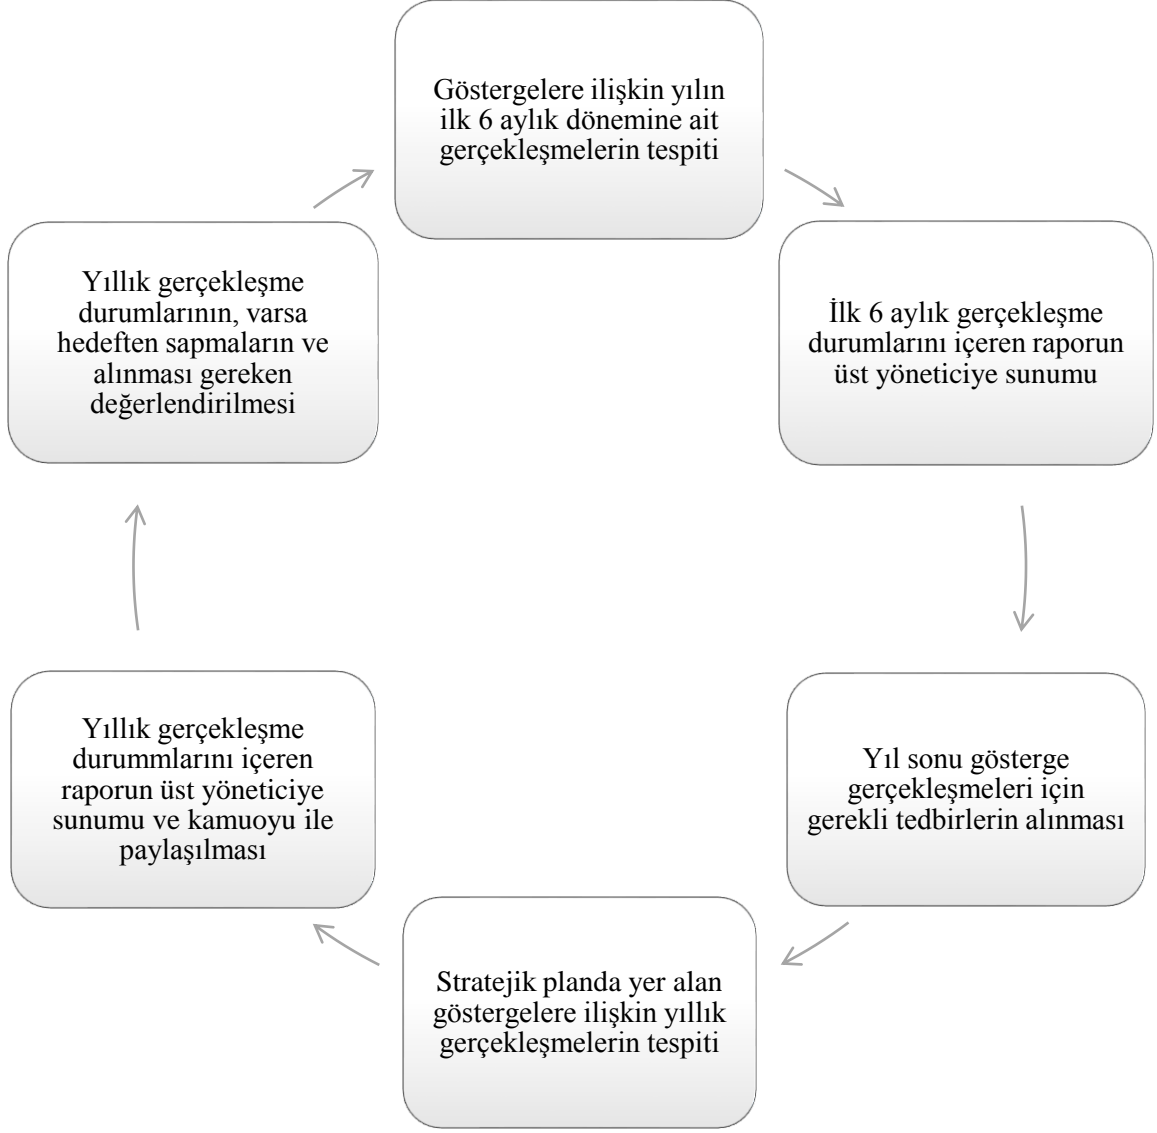 Göstergelere ilişkin yılın
ilk 6 aylık dönemine ait
gerçekleşmelerin tespiti
İlk 6 aylık gerçekleşme
durumlarını içeren raporun
üst yöneticiye sunumu
Yıl sonu gösterge
gerçekleşmeleri için
gerekli tedbirlerin alınması
Stratejik planda yer alan
göstergelere ilişkin yıllık
gerçekleşmelerin tespiti
Yıllık gerçekleşme
durummlarını içeren
raporun üst yöneticiye
sunumu ve kamuoyu ile
paylaşılması
Yıllık gerçekleşme
durumlarının, varsa
hedeften sapmaların ve
alınması gereken
değerlendirilmesi